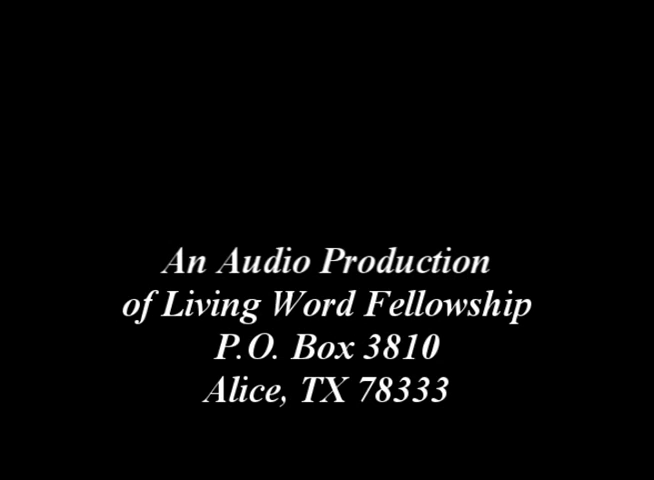 An Audio Production
of Living Word Fellowship
P.O. Box 3810
Alice, TX 78333